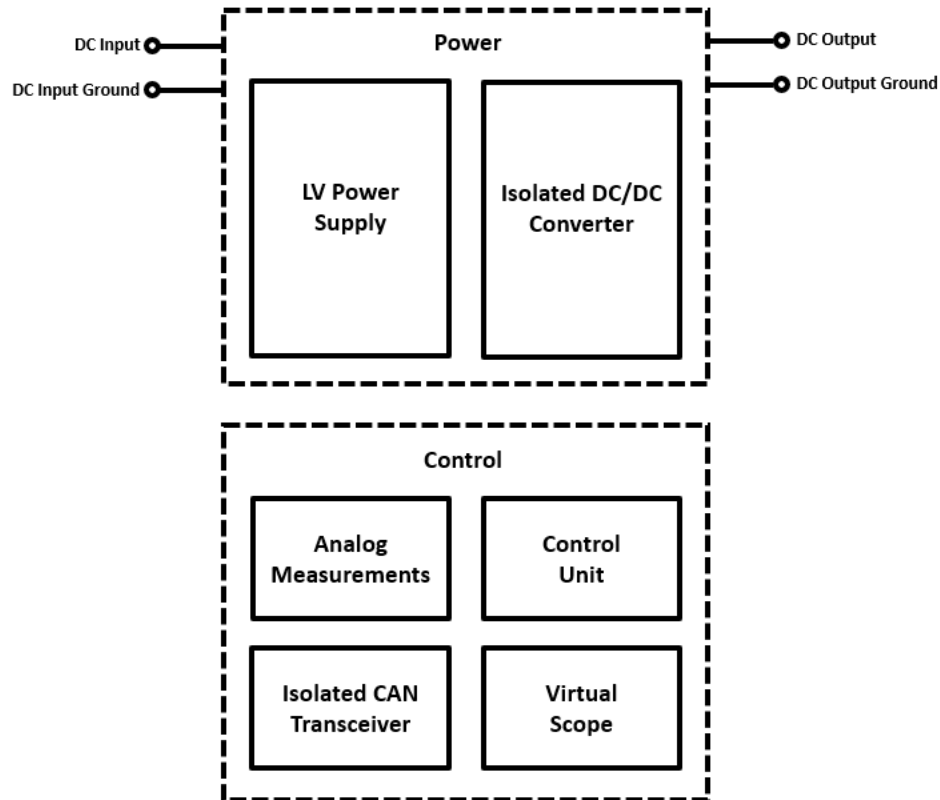 DC Input
DC Input Ground
Power
DC Output
DC Output Ground
LV Power
Supply
Isolated DC/DC
Converter
Control
Analog
Measurements
Control
Unit
Isolated CAN
Transceiver
Virtual
Scope